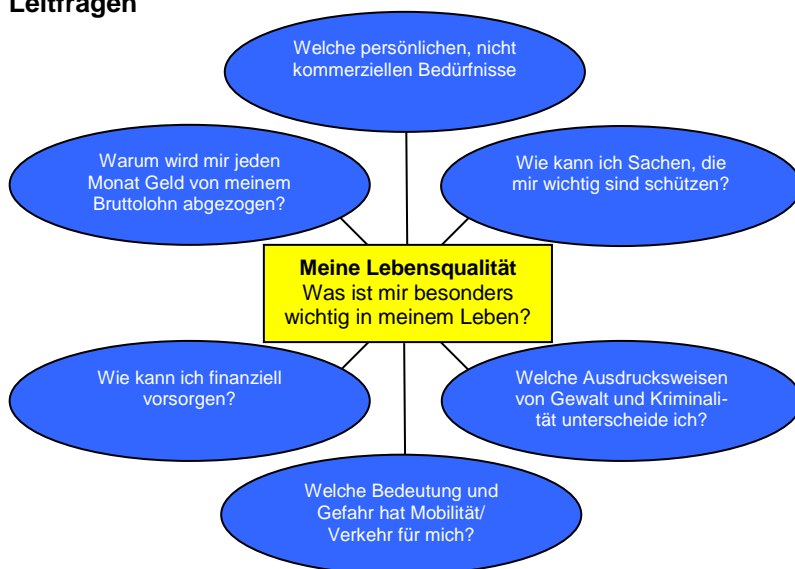 Leitfragen
Welche persönlichen, nicht
kommerziellen Bedürfnisse
Warum wird mir jeden
Monat Geld von meinem
Bruttolohn abgezogen?
Wie kann ich Sachen, die
mir wichtig sind schützen?
Meine Lebensqualität
Was ist mir besonders
wichtig in meinem Leben?
Wie kann ich finanziell
vorsorgen?
Welche Ausdrucksweisen
von Gewalt und Kriminali-
tät unterscheide ich?
Welche Bedeutung und
Gefahr hat Mobilität/
Verkehr für mich?